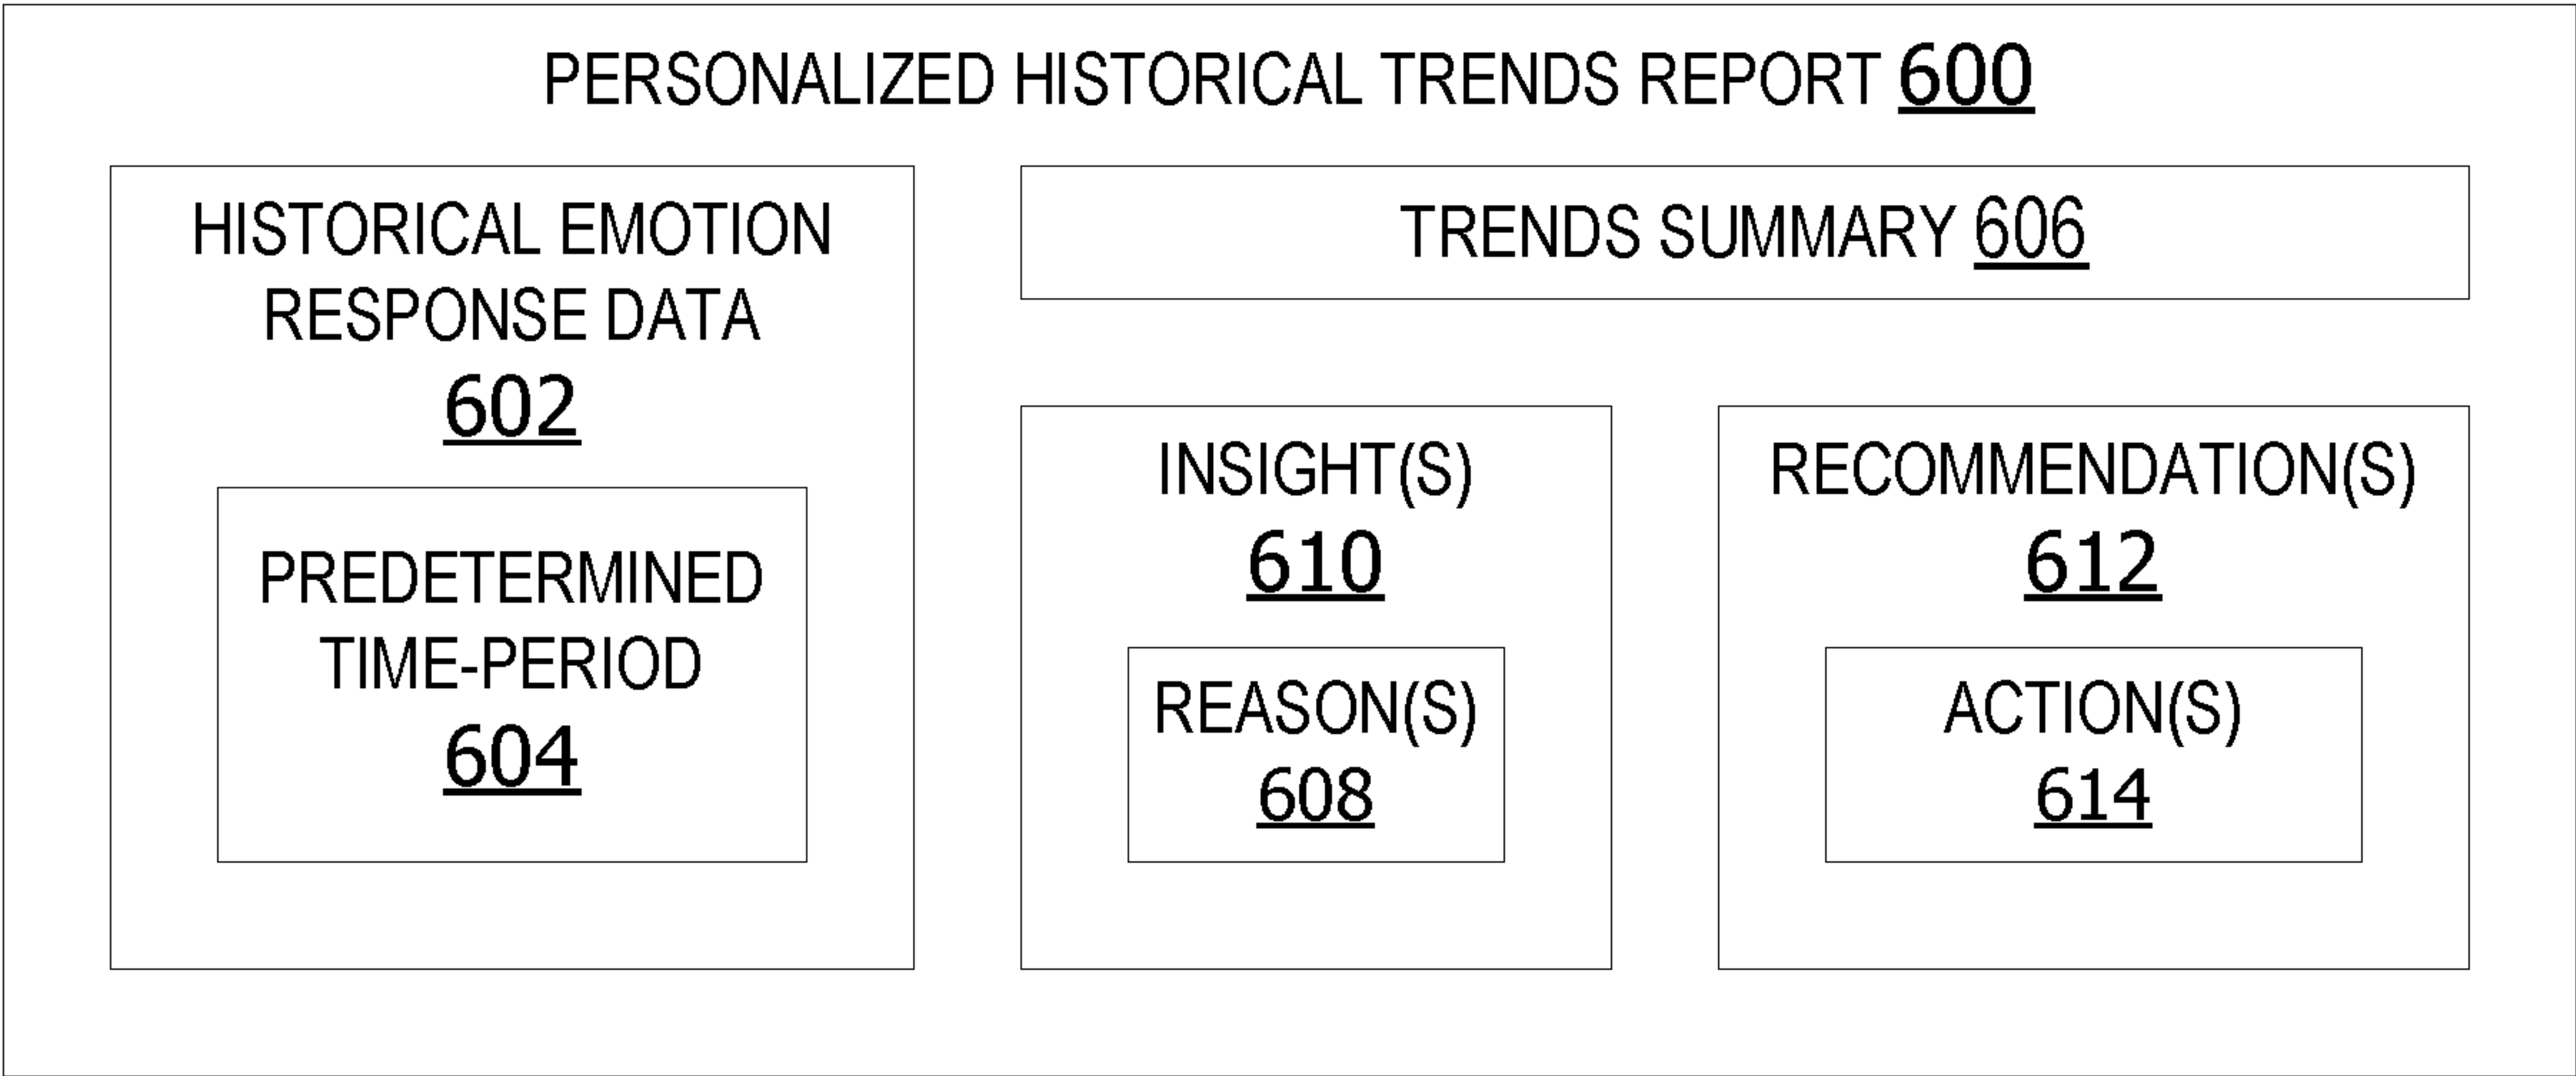 PERSONALIZED HISTORICAL TRENDS REPORT 600
HISTORICAL EMOTION
RESPONSE DATA
602
PREDETERMINED
TIME-PERIOD
604
TRENDS SUMMARY 606
INSIGHT(S)
610
REASON(S)
608
RECOMMENDATION(S)
612
ACTION(S)
614